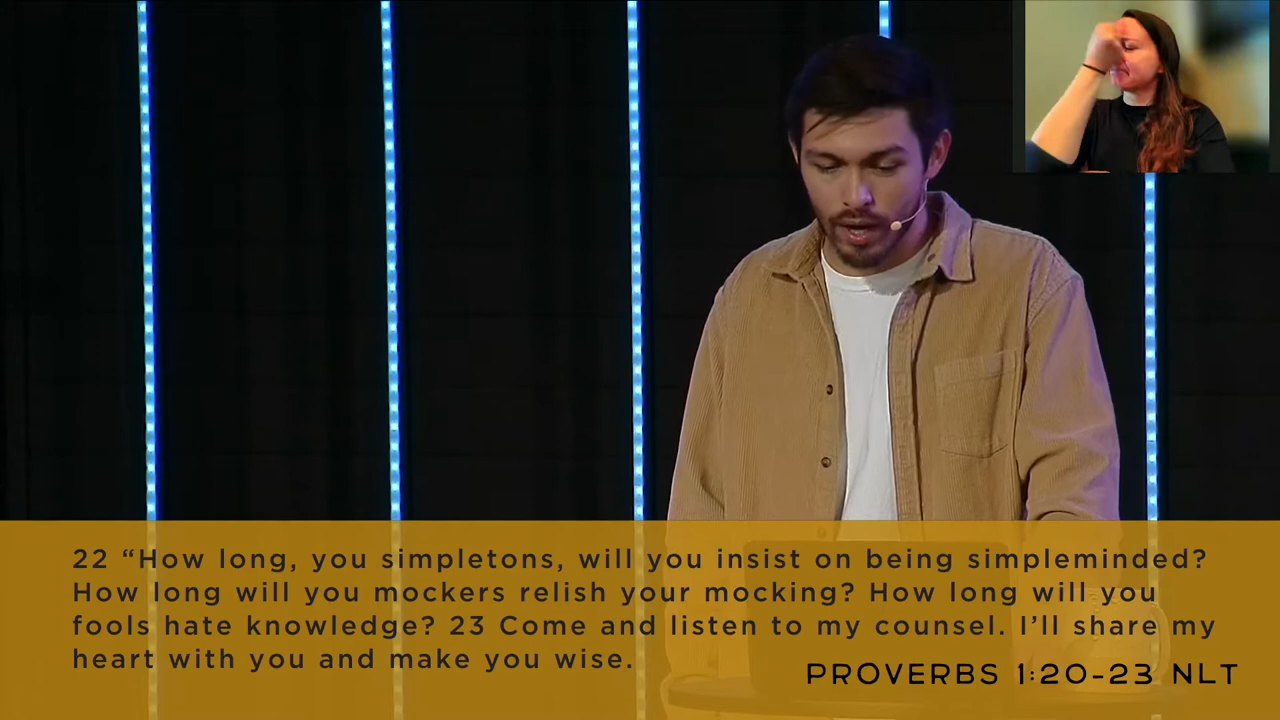 22 “How long, you simpletons, will you insist on being simpleminded?
How long will you mockers relish your mocking? How long will you
fools hate knowledge? 23 Come and listen to my counsel. I’ll share my
heart with you and make you wise.
PROVERBS 1:20-23 NLT